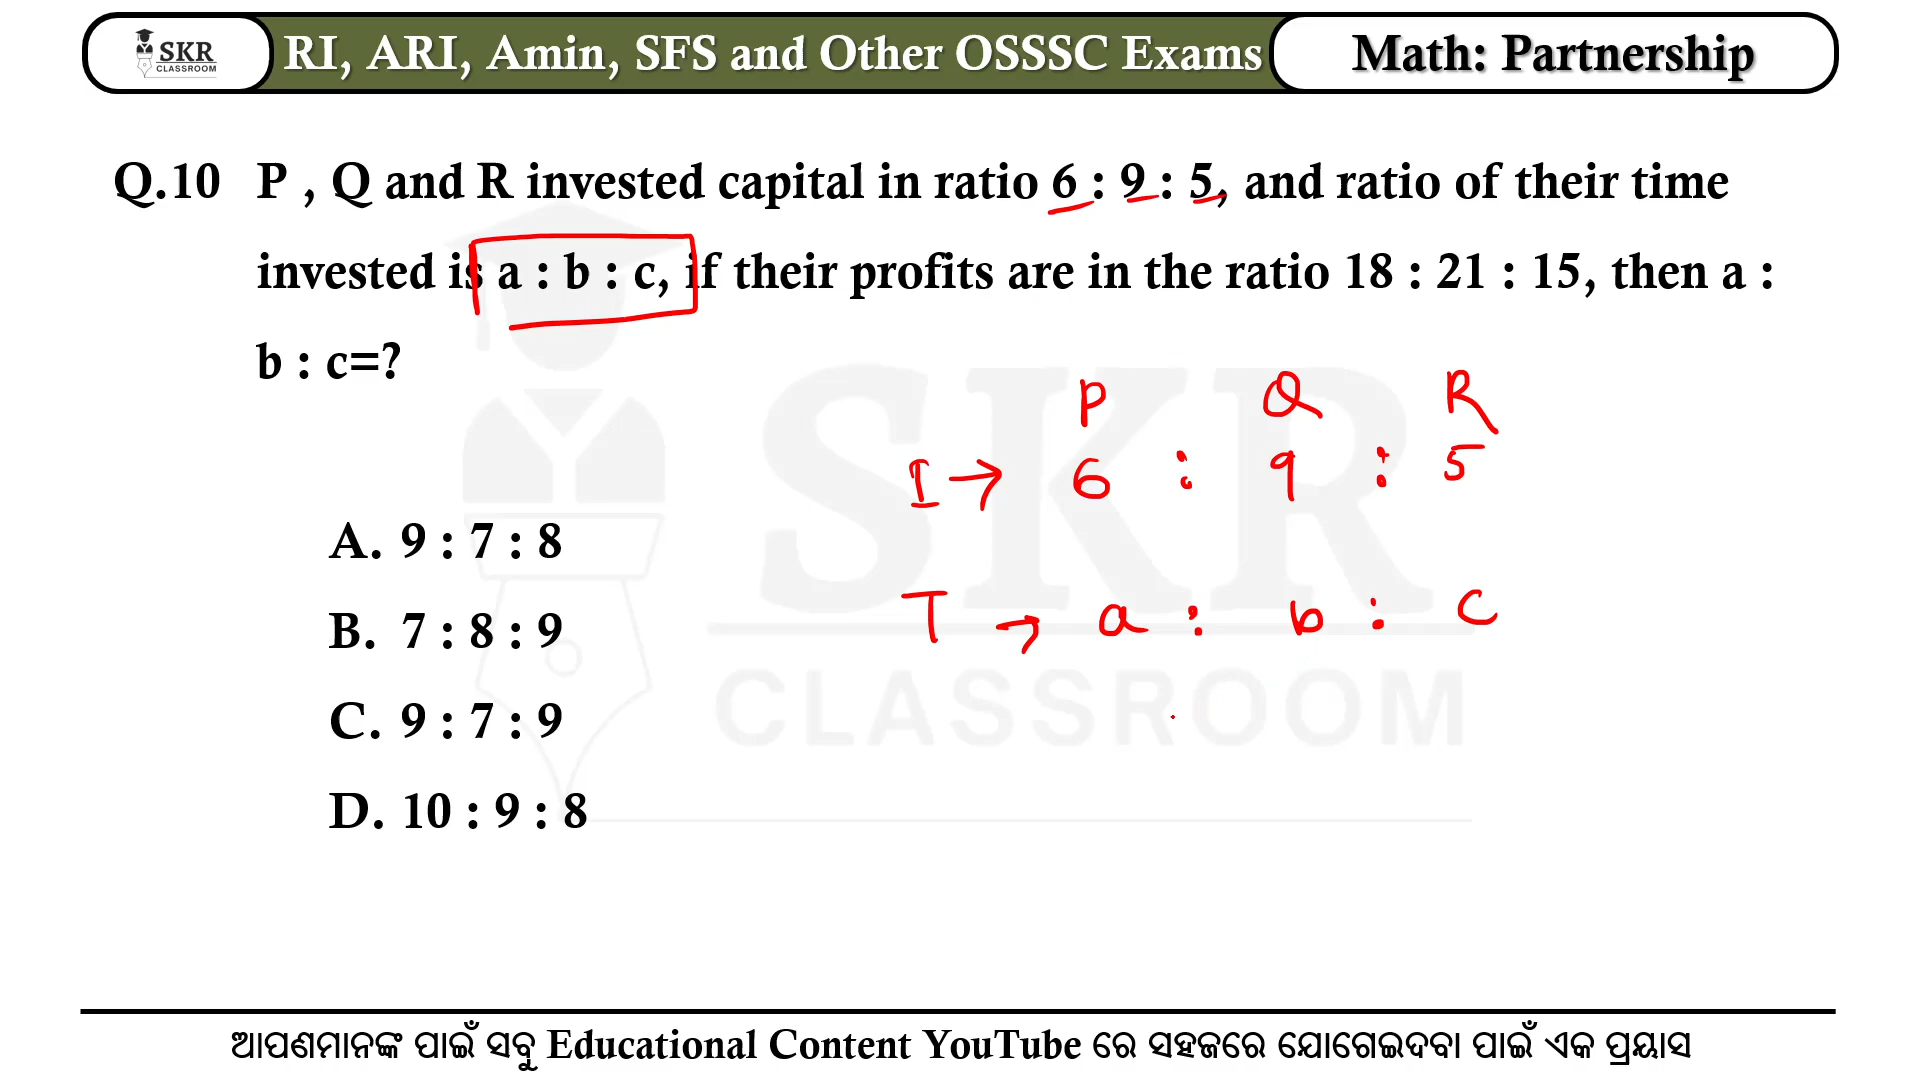 SKR
CLASSROOM
RI, ARI, Amin, SFS and Other OSSSC Exams
Math: Partnership
Q.10 P , Q and R invested capital in ratio 6 : 9 : 5, and ratio of their time
invested is a : b : c, if their profits are in the ratio 18 : 21 : 15, then a :
b : c=?
P Q R
I → 6 : 9 : 5
T → a : b : c
A. 9 : 7 : 8
B. 7 : 8 : 9
C. 9 : 7 : 9
D. 10 : 9 : 8
SKR
CLASSROOM
ଆପଣମାନଙ୍କ ପାଇଁ ସବୁ Educational Content YouTube ରେ ସହଜରେ ଯୋଗେଇଦବା ପାଇଁ ଏକ ପ୍ରୟାସ